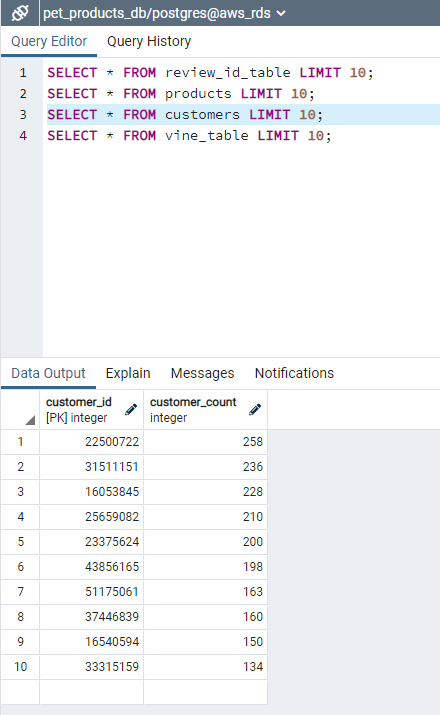 pet_products_db/postgres@aws_rds
Query Editor Query History
1 SELECT * FROM review_id_table LIMIT 10;
2 SELECT * FROM products LIMIT 10;
3 SELECT * FROM customers LIMIT 10;
4 SELECT * FROM vine_table LIMIT 10;
Data Output Explain Messages Notifications
customer_id customer_count
[PK] integer integer
1 22500722 258
2 31511151 236
3 16053845 228
4 25659082 210
5 23375624 200
6 43856165 198
7 51175061 163
8 37446839 160
9 16540594 150
10 33315159 134